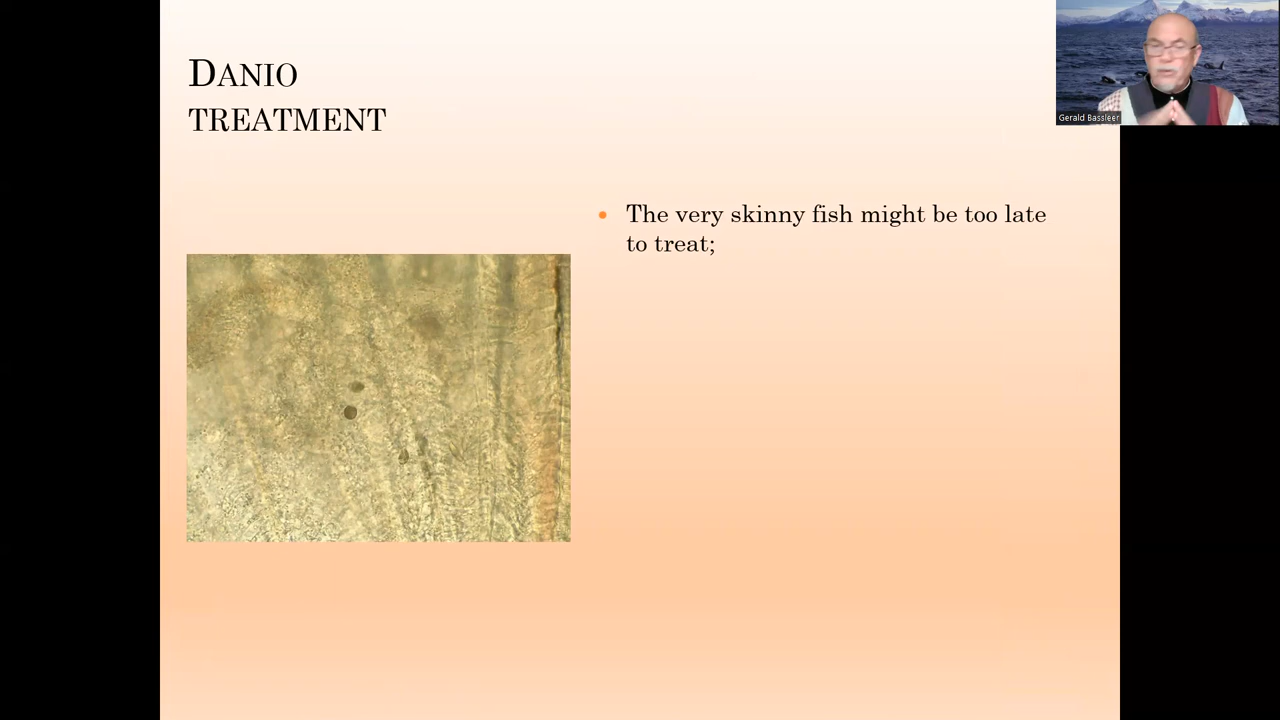 Danio
treatment
The very skinny fish might be too late
to treat;
Gerald Bassleer